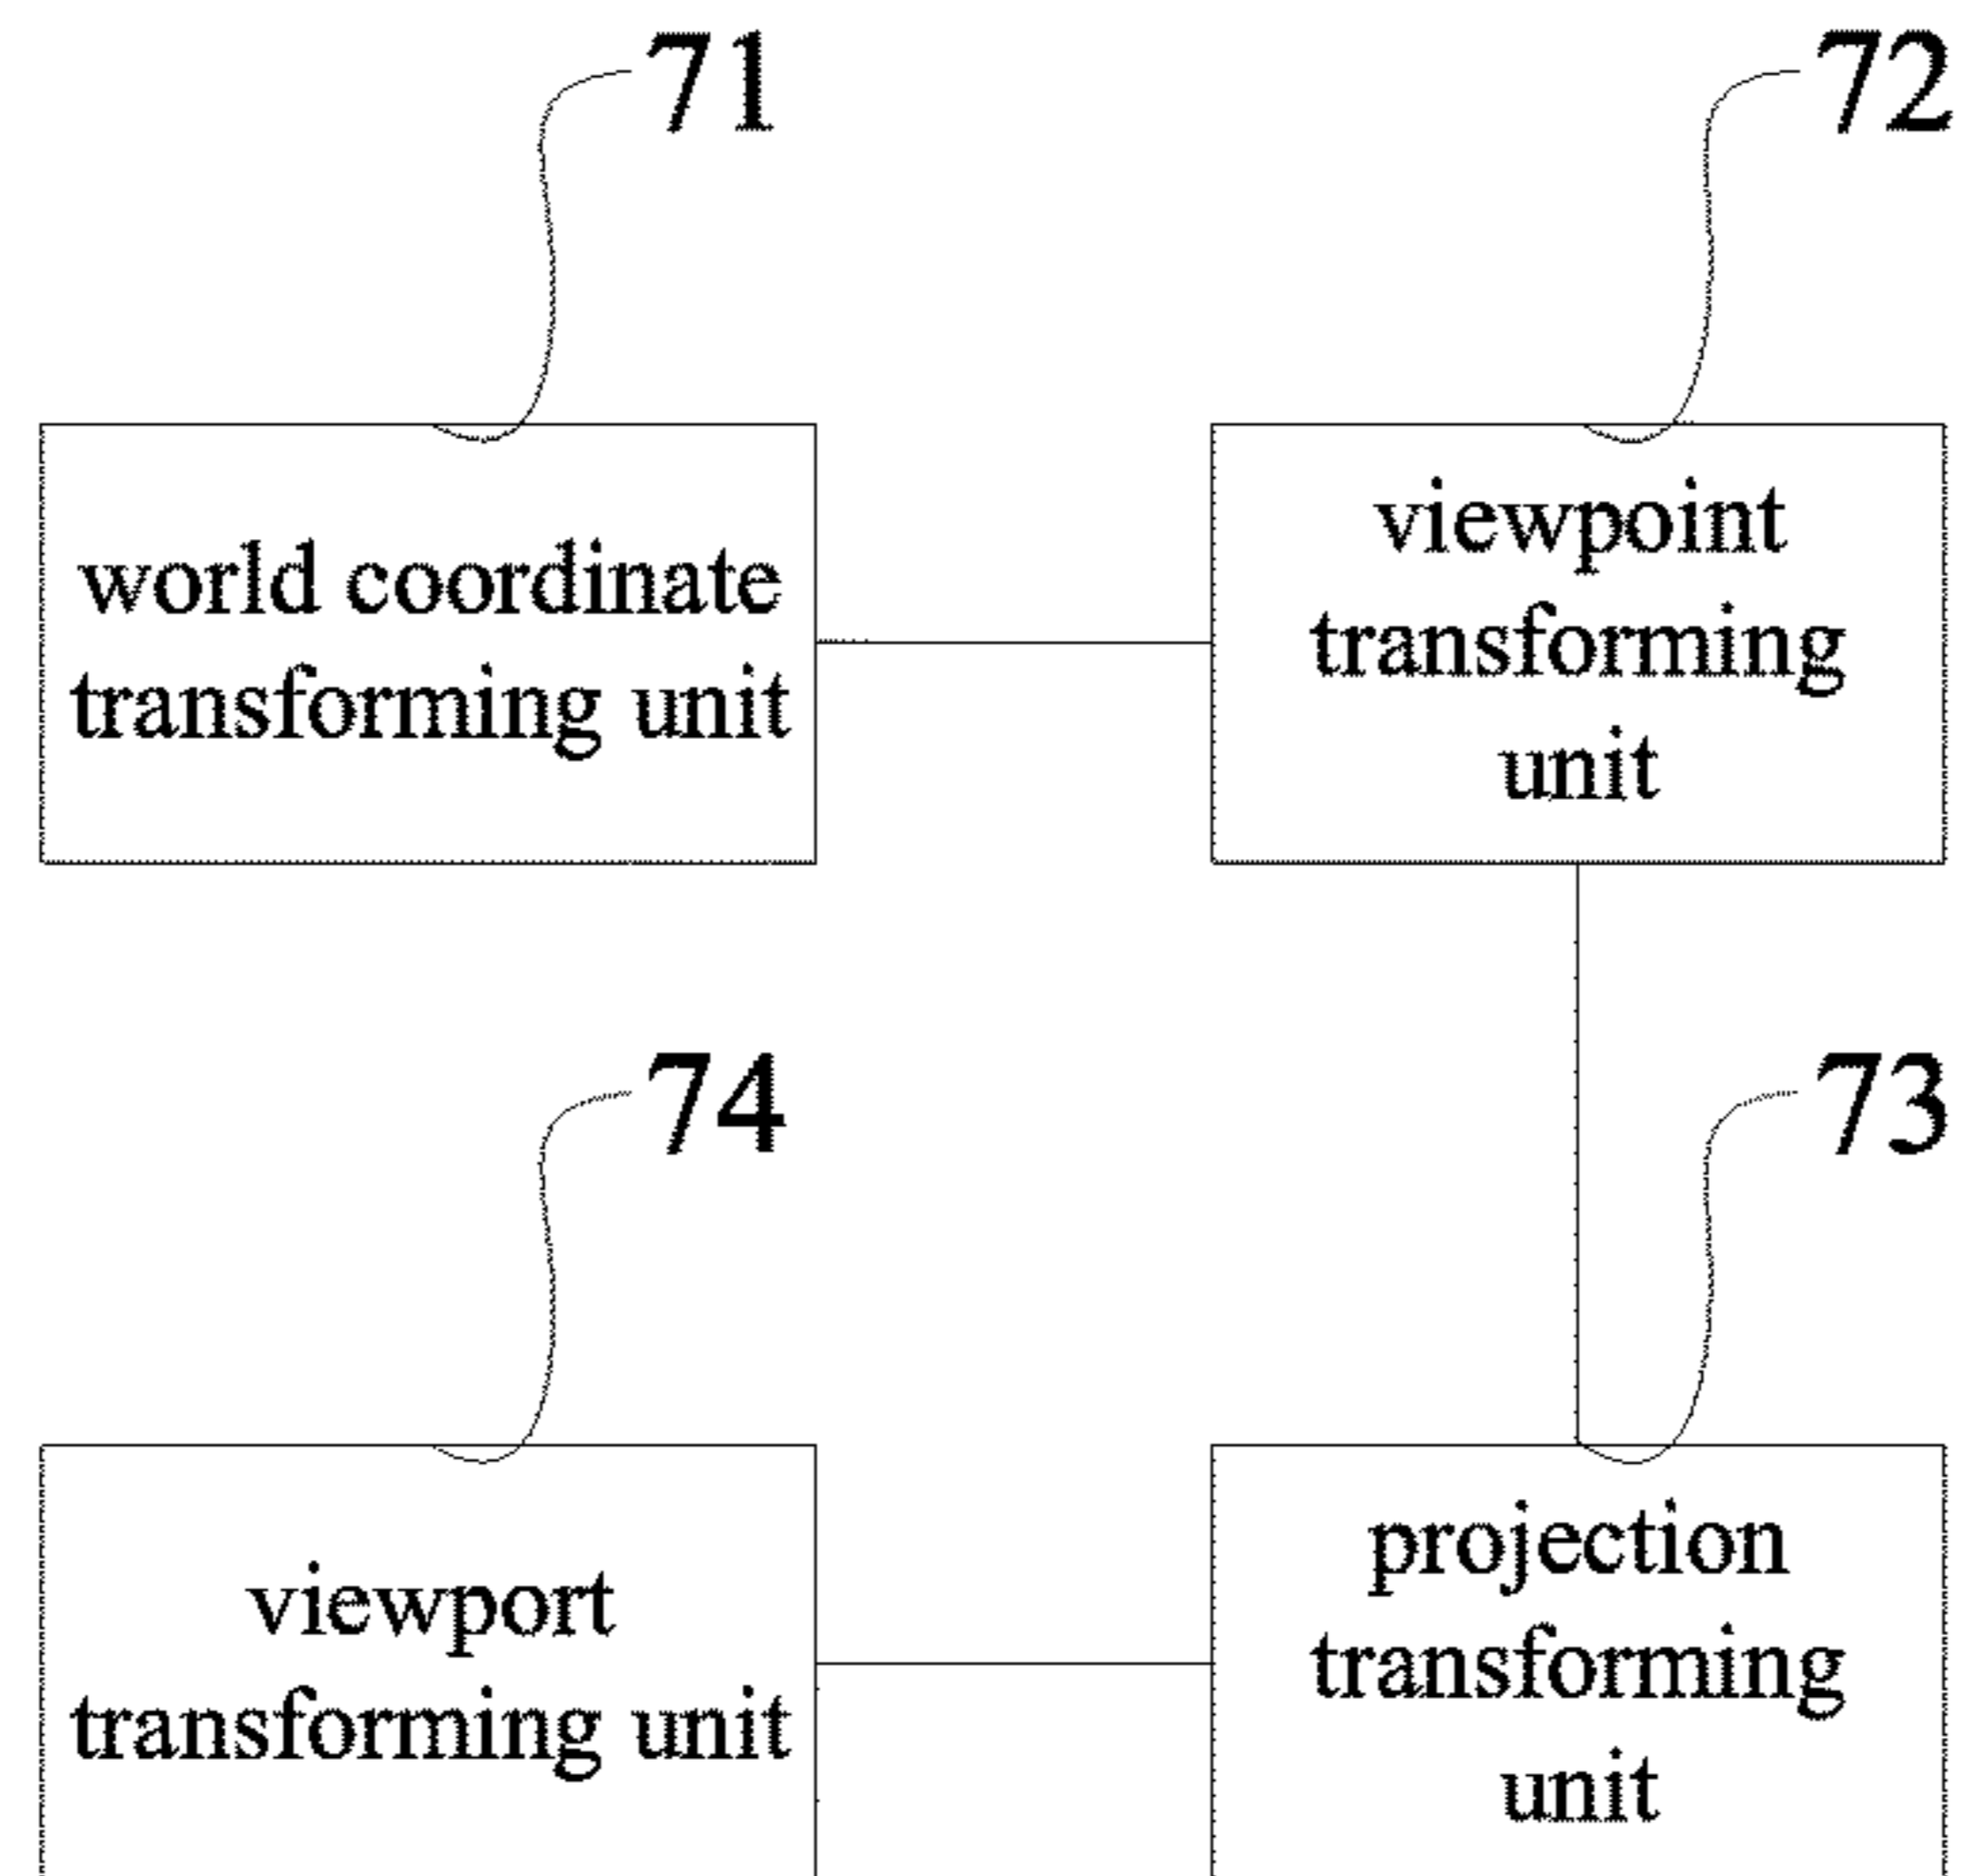 71
72
world coordinate
transforming unit
viewpoint
transforming
unit
74
73
viewport
transforming unit
projection
transforming
unit